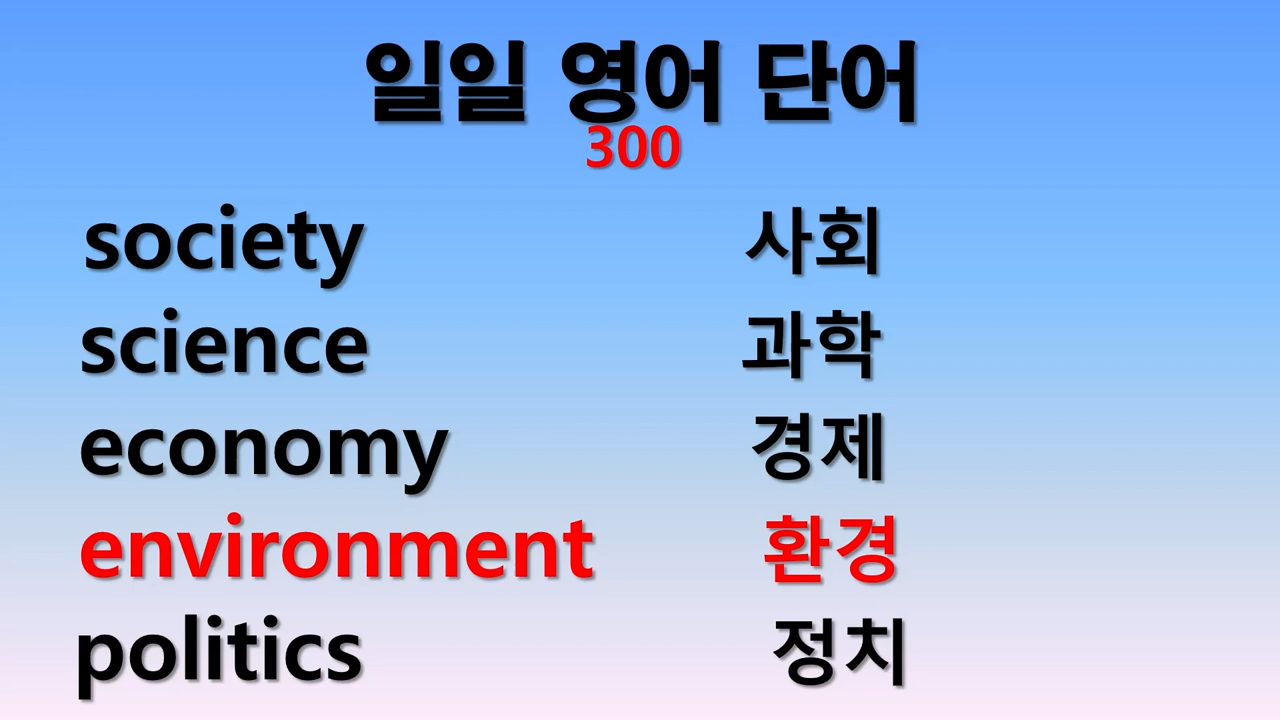 일일 영어 단어
300
society 사회
science 과학
economy 경제
environment 환경
politics 정치